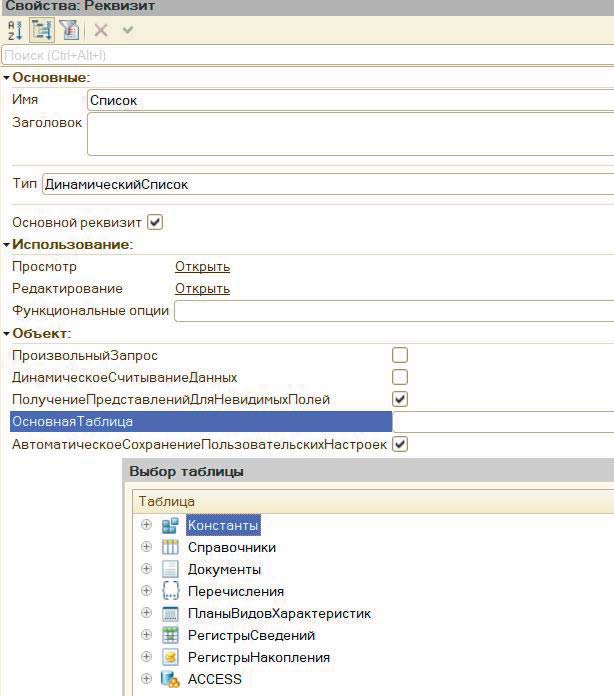 Свойства: Реквизит
Поиск (Ctrl+Alt+I)
Основные:
Имя Список
Заголовок
Тип ДинамическийСписок
Основной реквизит
Использование:
Просмотр Открыть
Редактирование Открыть
Функциональные опции
Объект:
ПроизвольныйЗапрос
ДинамическоеСчитываниеДанных
ПолучениеПредставленийДляНевидимыхПолей
ОсновнаяТаблица
АвтоматическоеСохранениеПользовательскихНастроек
Выбор таблицы
Таблица
Константы
Справочники
Документы
Перечисления
ПланыВидовХарактеристик
РегистрыСведений
РегистрыНакопления
ACCESS